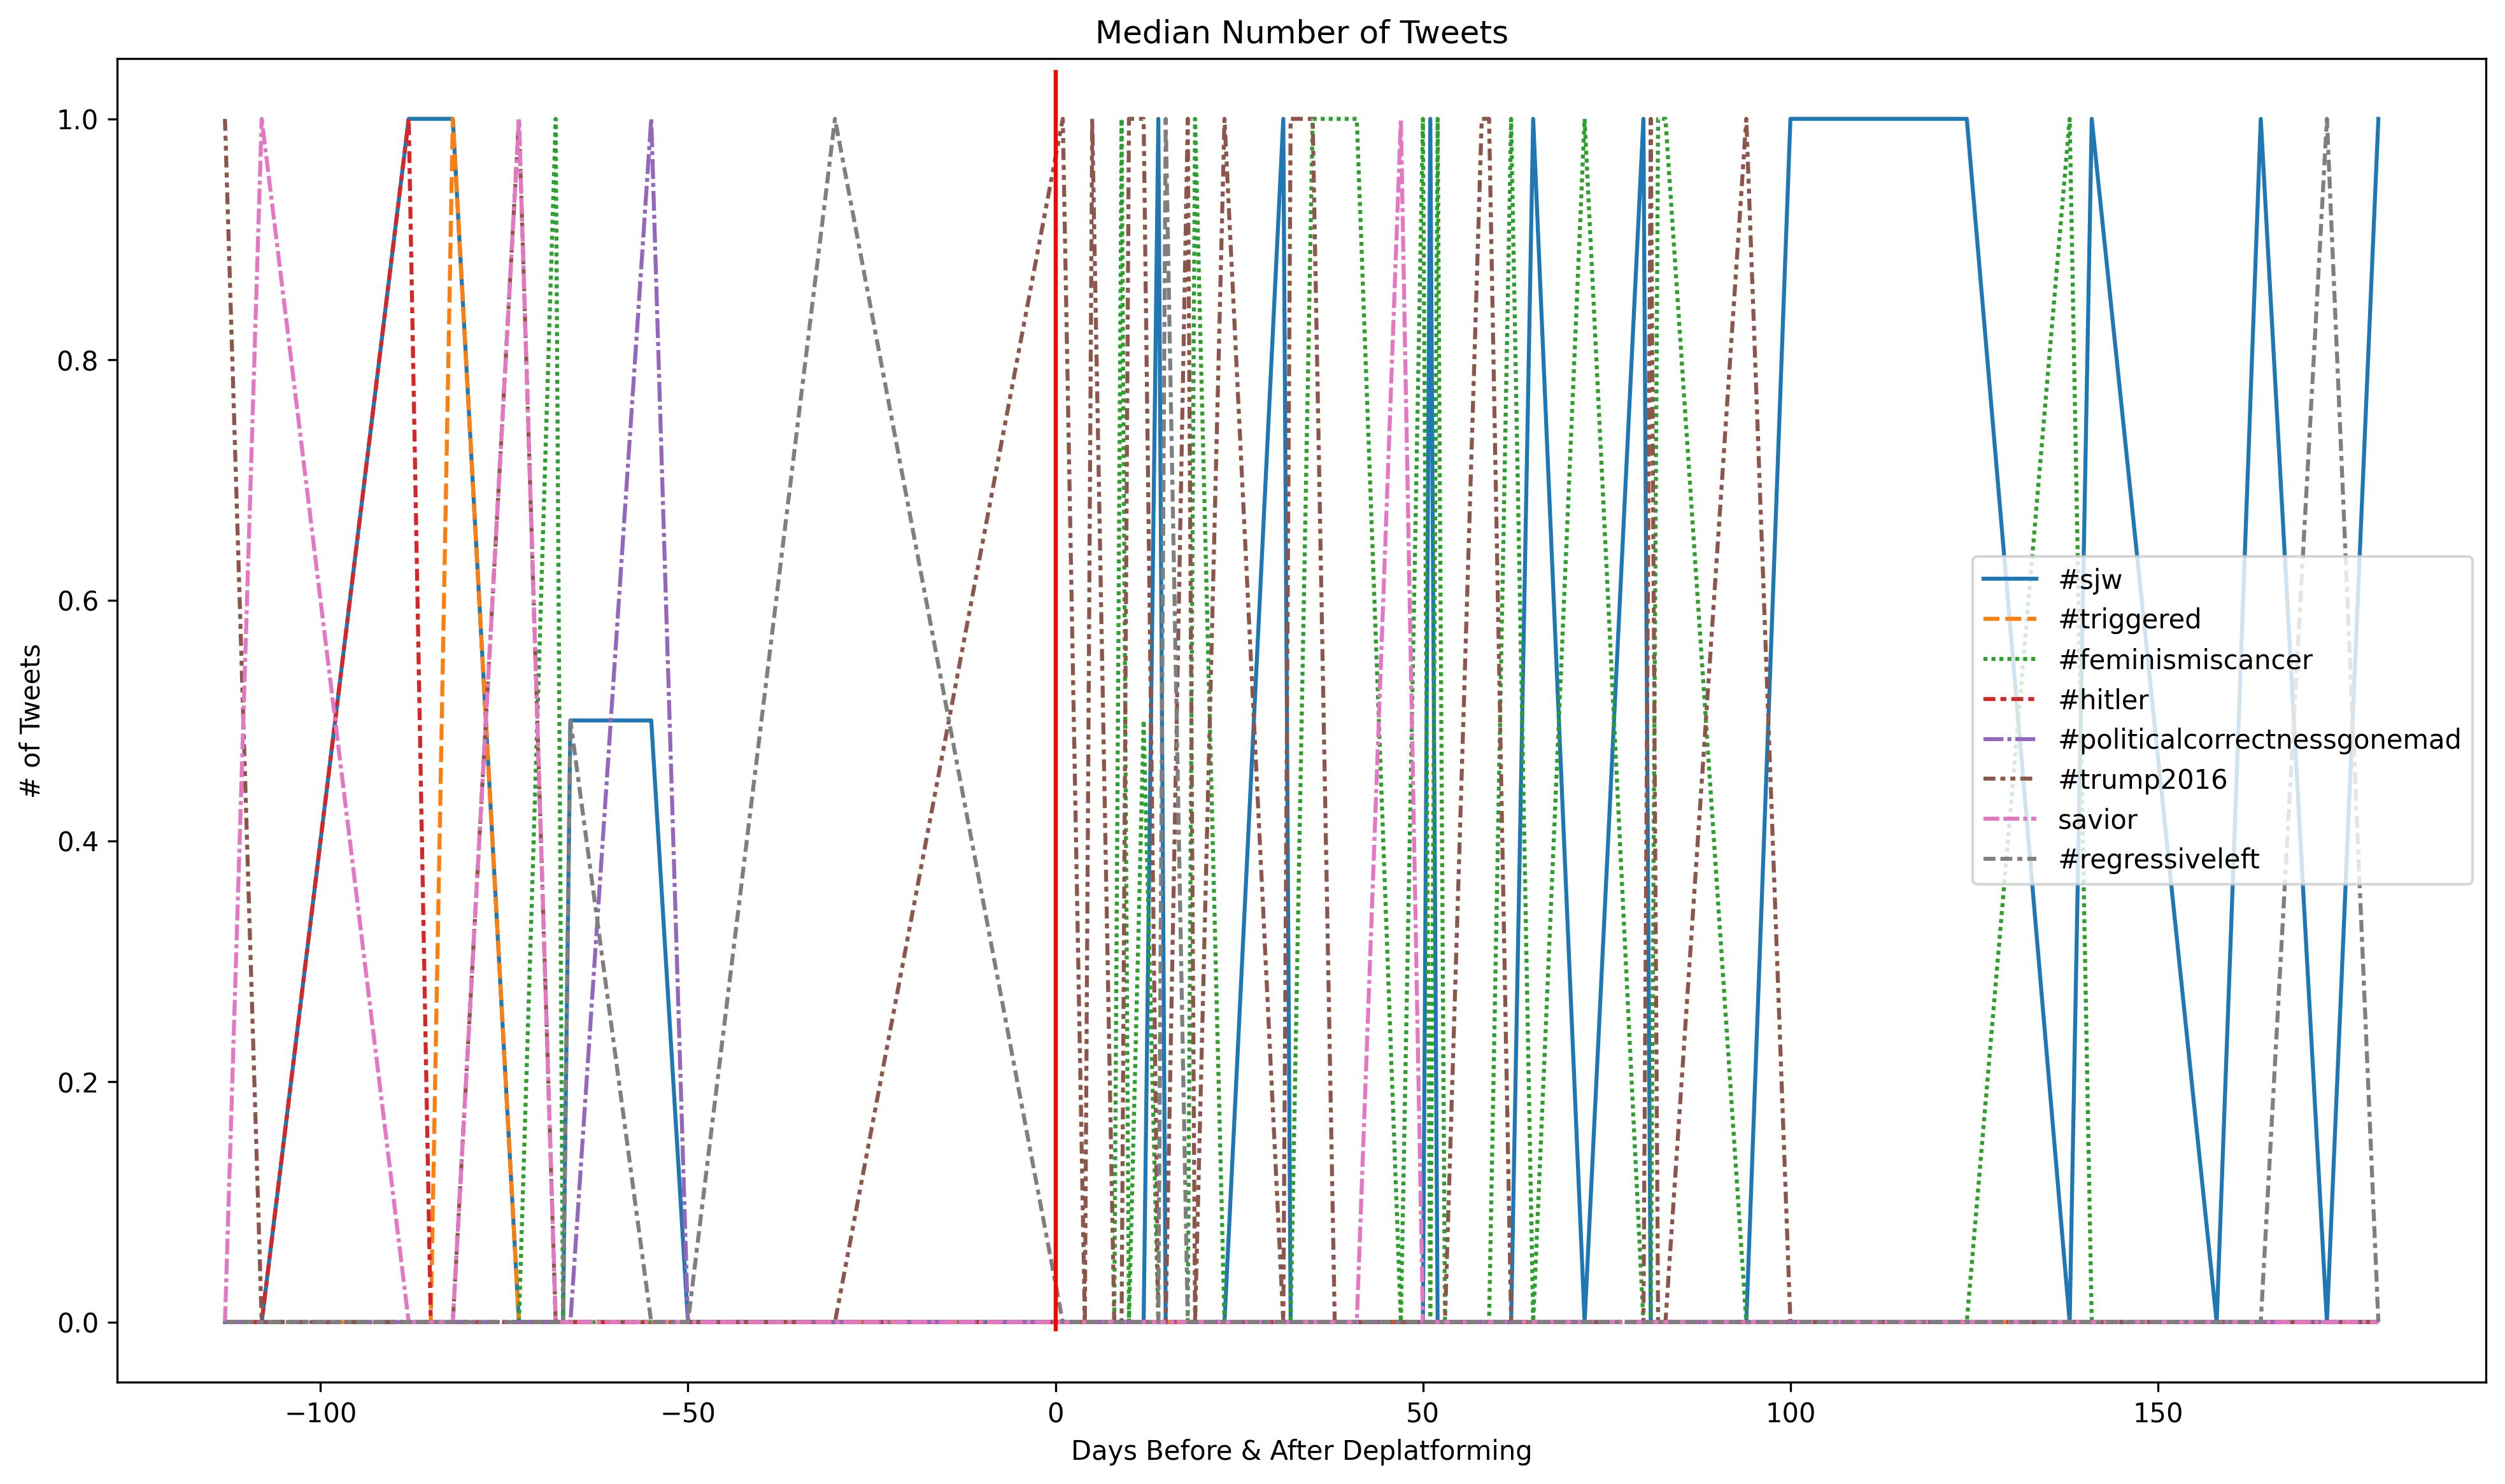 Median Number of Tweets
# of Tweets
1.0
0.8
0.6
0.4
0.2
0.0
#sjw
#triggered
#feminismiscancer
#hitler
#politicalcorrectnessgonemad
#trump2016
savior
#regressiveleft
−100
−50
0
50
100
150
Days Before & After Deplatforming